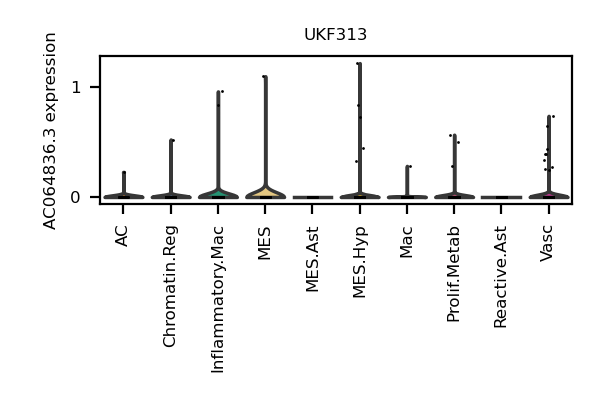 UKF313
AC064836.3 expression
1
0
AC
Chromatin.Reg
Inflammatory.Mac
MES
MES.Ast
MES.Hyp
Mac
Prolif.Metab
Reactive.Ast
Vasc